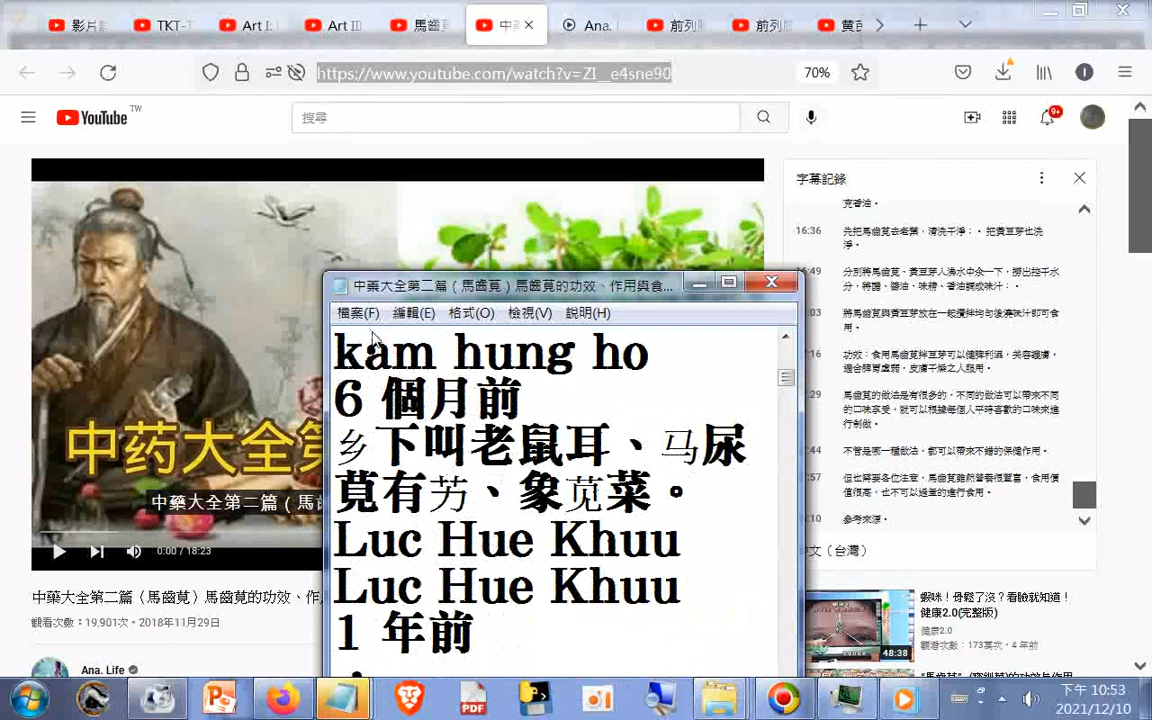 影片
TKT-T
Art I:
Art II
馬齒
中
Ana.
前列
前列
黄芪
https://www.youtube.com/watch?v=ZI__e4sne90
70%
YouTube TW
搜尋
9+
字幕記錄
克香油。
16:36 先把馬齒莧去老葉,清洗干淨;。把黃豆芽也洗
淨。
:49 分別將馬齒莧、黃豆芽入沸水中汆一下,撈出控干水
分,將醋、醬油、味精、香油調成味汁;。
:03 將馬齒莧與黃豆芽放在一起攪拌均勻後澆味汁即可食
用。
:16 功效:食用馬齒莧拌豆芽可以健脾利濕,美容護膚,
適合脾胃虛弱,皮膚干燥之人服用。
:29 馬齒莧的做法是有很多的,不同的做法可以帶來不同
的口味享受,就可以根據每個人平時喜歡的口味來進
行制做。
:44 不管是哪一種做法,都可以帶來不錯的保健作用。
:57 但也需要各位注意,馬齒莧雖然營養很豐富,食用價
值很高,也不可以過量的進行食用。
:10 參考來源。
中文（台灣）
中药大全第
中藥大全第二篇（馬齒
0:00 / 18:23
中藥大全第二篇（馬齒莧）馬齒莧的功效、作用與食...
檔案(F) 編輯(E) 格式(O) 檢視(V) 說明(H)
kam hung ho
6 個月前
乡下叫老鼠耳、马尿
莧有芀、象苋菜。
Luc Hue Khuu
Luc Hue Khuu
1 年前
中藥大全第二篇（馬齒莧）馬齒莧的功效、作
觀看次數：19,901次・2018年11月29日
Ana. Life
48:38
蝦咪！骨鬆了沒？看臉就知道！
健康2.0(完整版)
健康2.0
觀看次數：173萬次・4 年前
PDF
下午 10:53
2021/12/10